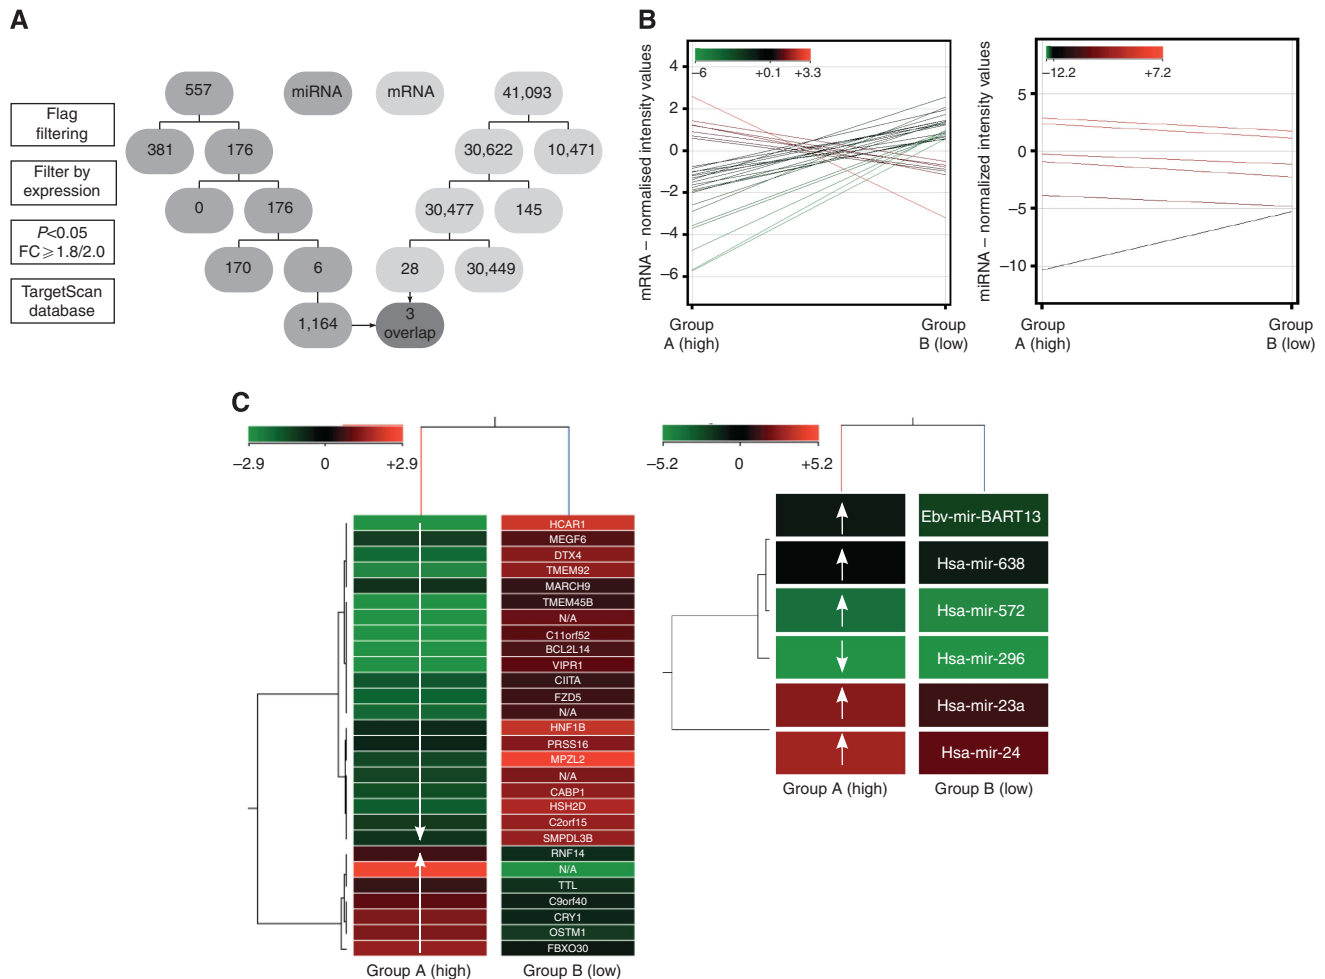 A
557
miRNA
mRNA
41,093
Flag
filtering
381
176
30,622
10,471
Filter by
expression
0
176
30,477
145
P<0.05
FC⩾1.8/2.0
170
6
28
30,449
TargetScan
database
1,164
3
overlap
B
mRNA – normalised intensity values
4
2
0
–2
–4
–6
–6
+0.1
+3.3
Group
A (high)
Group
B (low)
miRNA – normalized intensity values
5
0
–5
–10
–12.2
+7.2
Group
A (high)
Group
B (low)
C
–2.9
0
+2.9
HCAR1
MEGF6
DTX4
TMEM92
MARCH9
TMEM45B
N/A
C11orf52
BCL2L14
VIPR1
CIITA
FZD5
N/A
HNF1B
PRSS16
MPZL2
N/A
CABP1
HSH2D
C2orf15
SMPDL3B
RNF14
N/A
TTL
C9orf40
CRY1
OSTM1
FBXO30
Group A (high)
Group B (low)
–5.2
0
+5.2
Ebv-mir-BART13
Hsa-mir-638
Hsa-mir-572
Hsa-mir-296
Hsa-mir-23a
Hsa-mir-24
Group A (high)
Group B (low)